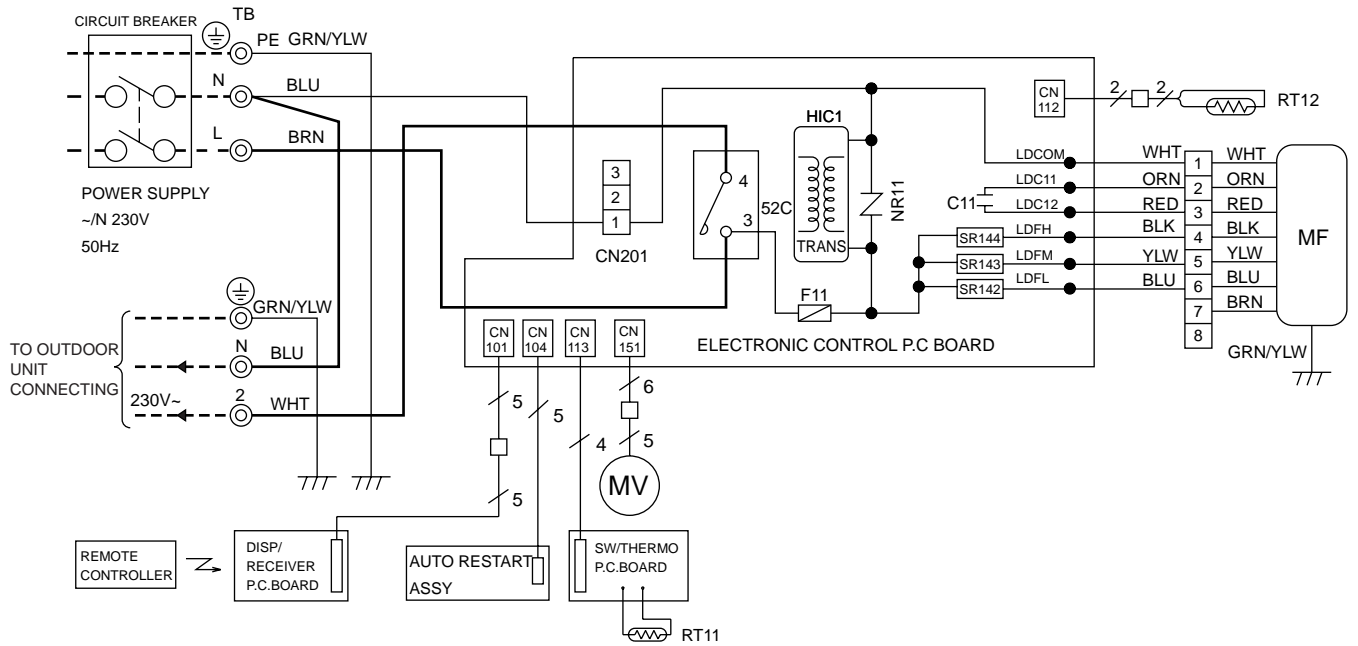 CIRCUIT BREAKER
TB
PE GRN/YLW
N
BLU
L
BRN
POWER SUPPLY
~/N 230V
50Hz
3
2
1
CN201
4
3
52C
HIC1
TRANS
NR11
F11
CN
112
2
2
RT12
LDCOM
LDC11
LDC12
LDFH
LDFM
LDFL
C11
SR144
SR143
SR142
WHT
ORN
RED
BLK
YLW
BLU
1
2
3
4
5
6
7
8
WHT
ORN
RED
BLK
YLW
BLU
BRN
MF
GRN/YLW
GRN/YLW
TO OUTDOOR
UNIT
CONNECTING
N
BLU
230V~
2
WHT
CN
101
CN
104
CN
113
CN
151
ELECTRONIC CONTROL P.C BOARD
5
5
5
4
6
5
MV
REMOTE
CONTROLLER
DISP/
RECEIVER
P.C.BOARD
AUTO RESTART
ASSY
SW/THERMO
P.C.BOARD
RT11